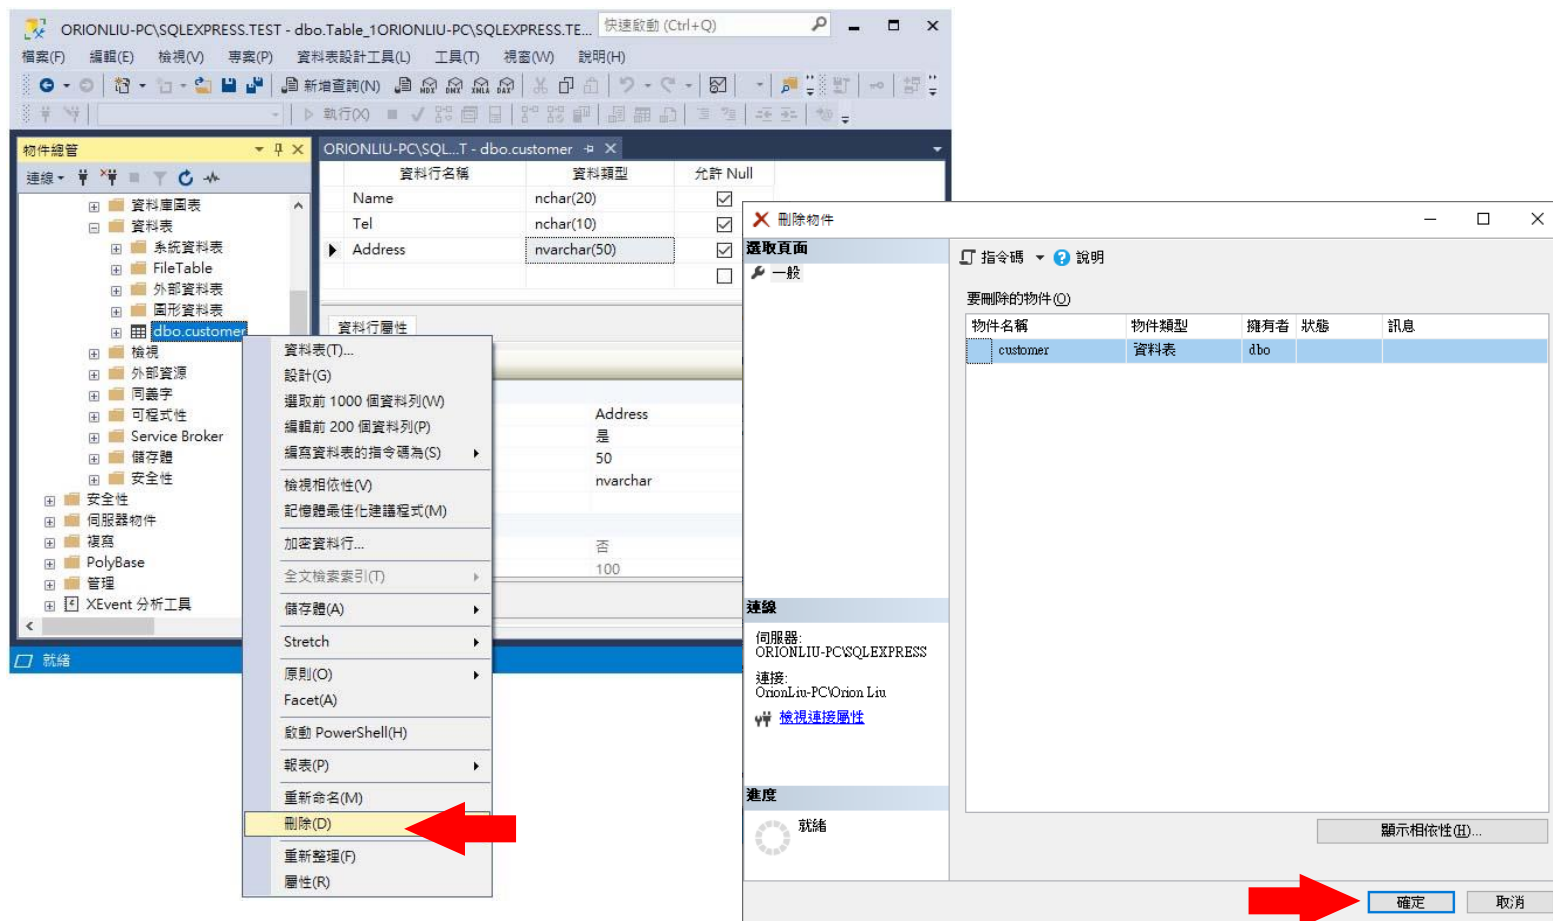 ORIONLIU-PC\SQLEXPRESS.TEST - dbo.Table_1ORIONLIU-PC\SQLEXPRESS.TE...
快速啟動 (Ctrl+Q)
檔案(F) 編輯(E) 檢視(V) 專案(P) 資料表設計工具(L) 工具(T) 視窗(W) 說明(H)
新增查詢(N) MDX DMX XMLA DAX
執行(X)
物件總管
連線
資料庫圖表
資料表
系統資料表
FileTable
外部資料表
圖形資料表
dbo.customer
檢視
外部資源
同義字
可程式性
Service Broker
儲存體
安全性
安全性
伺服器物件
複寫
PolyBase
管理
XEvent 分析工具
就緒
ORIONLIU-PC\SQL...T - dbo.customer
資料行名稱 資料類型 允許 Null
Name nchar(20)
Tel nchar(10)
Address nvarchar(50)
資料行屬性
Address
是
50
nvarchar
否
100
資料表(T)...
設計(G)
選取前 1000 個資料列(W)
編輯前 200 個資料列(P)
編寫資料表的指令碼為(S)
檢視相依性(V)
記憶體最佳化建議程式(M)
加密資料行...
全文檢索索引(T)
儲存體(A)
Stretch
原則(O)
Facet(A)
啟動 PowerShell(H)
報表(P)
重新命名(M)
刪除(D)
重新整理(F)
屬性(R)
刪除物件
選取頁面
一般
指令碼 說明
要刪除的物件(O)
物件名稱 物件類型 擁有者 狀態 訊息
customer 資料表 dbo
連線
伺服器:
ORIONLIU-PC\SQLEXPRESS
連接:
OrionLiu-PC\Orion Liu
檢視連接屬性
進度
就緒
顯示相依性(H)...
確定 取消